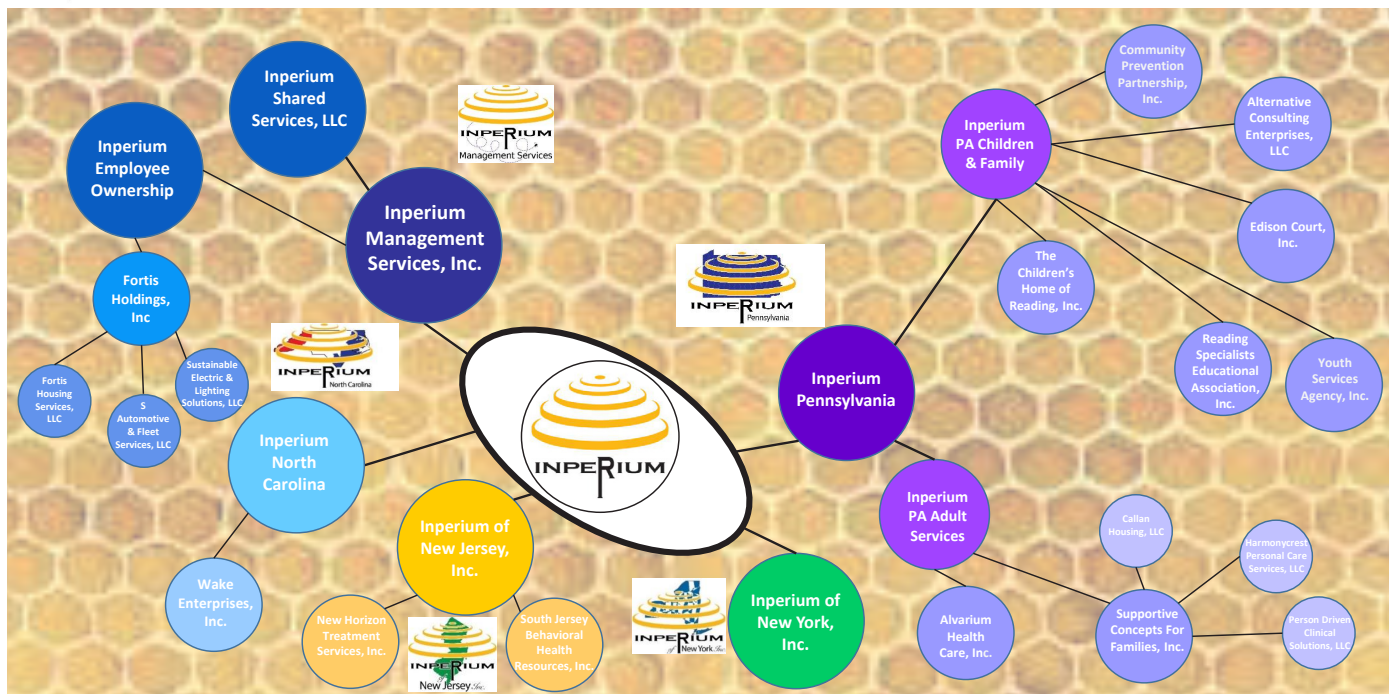 Inperium
Shared
Services, LLC
Inperium
Employee
Ownership
INPERIUM
Management Services
Inperium
Management
Services, Inc.
Fortis
Holdings,
Inc
Fortis
Housing
Services,
LLC
S
Automotive
& Fleet
Services, LLC
Sustainable
Electric &
Lighting
Solutions, LLC
INPERIUM
North Carolina
Inperium
North
Carolina
Wake
Enterprises,
Inc.
INPERIUM
Inperium of
New Jersey,
Inc.
New Horizon
Treatment
Services, Inc.
INPERIUM
of
New Jersey, Inc.
South Jersey
Behavioral
Health
Resources, Inc.
INPERIUM
of New York, Inc.
Inperium of
New York,
Inc.
INPERIUM
Pennsylvania
Inperium
Pennsylvania
Inperium
PA Children
& Family
Community
Prevention
Partnership,
Inc.
Alternative
Consulting
Enterprises,
LLC
Edison Court,
Inc.
The
Children's
Home of
Reading, Inc.
Reading
Specialists
Educational
Association,
Inc.
Youth
Services
Agency, Inc.
Inperium
PA Adult
Services
Alvarium
Health
Care, Inc.
Supportive
Concepts For
Families, Inc.
Callan
Housing, LLC
Harmonycrest
Personal Care
Services, LLC
Person Driven
Clinical
Solutions, LLC